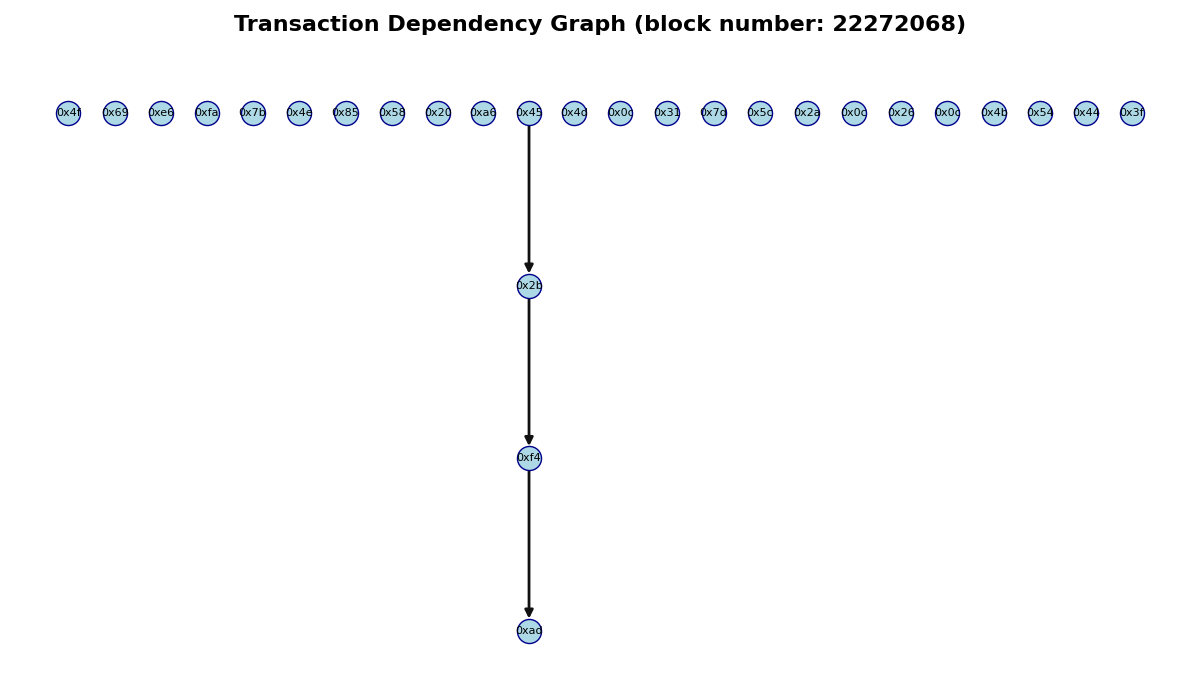 Transaction Dependency Graph (block number: 22272068)
0x4f 0x69 0xe6 0xfa 0x7b 0x4e 0x85 0x58 0x20 0xa6 0x45 0x4d 0x0c 0x31 0x7d 0x5c 0x2a 0x0c 0x26 0x0c 0x4b 0x54 0x44 0x3f
0x2b
0xf4